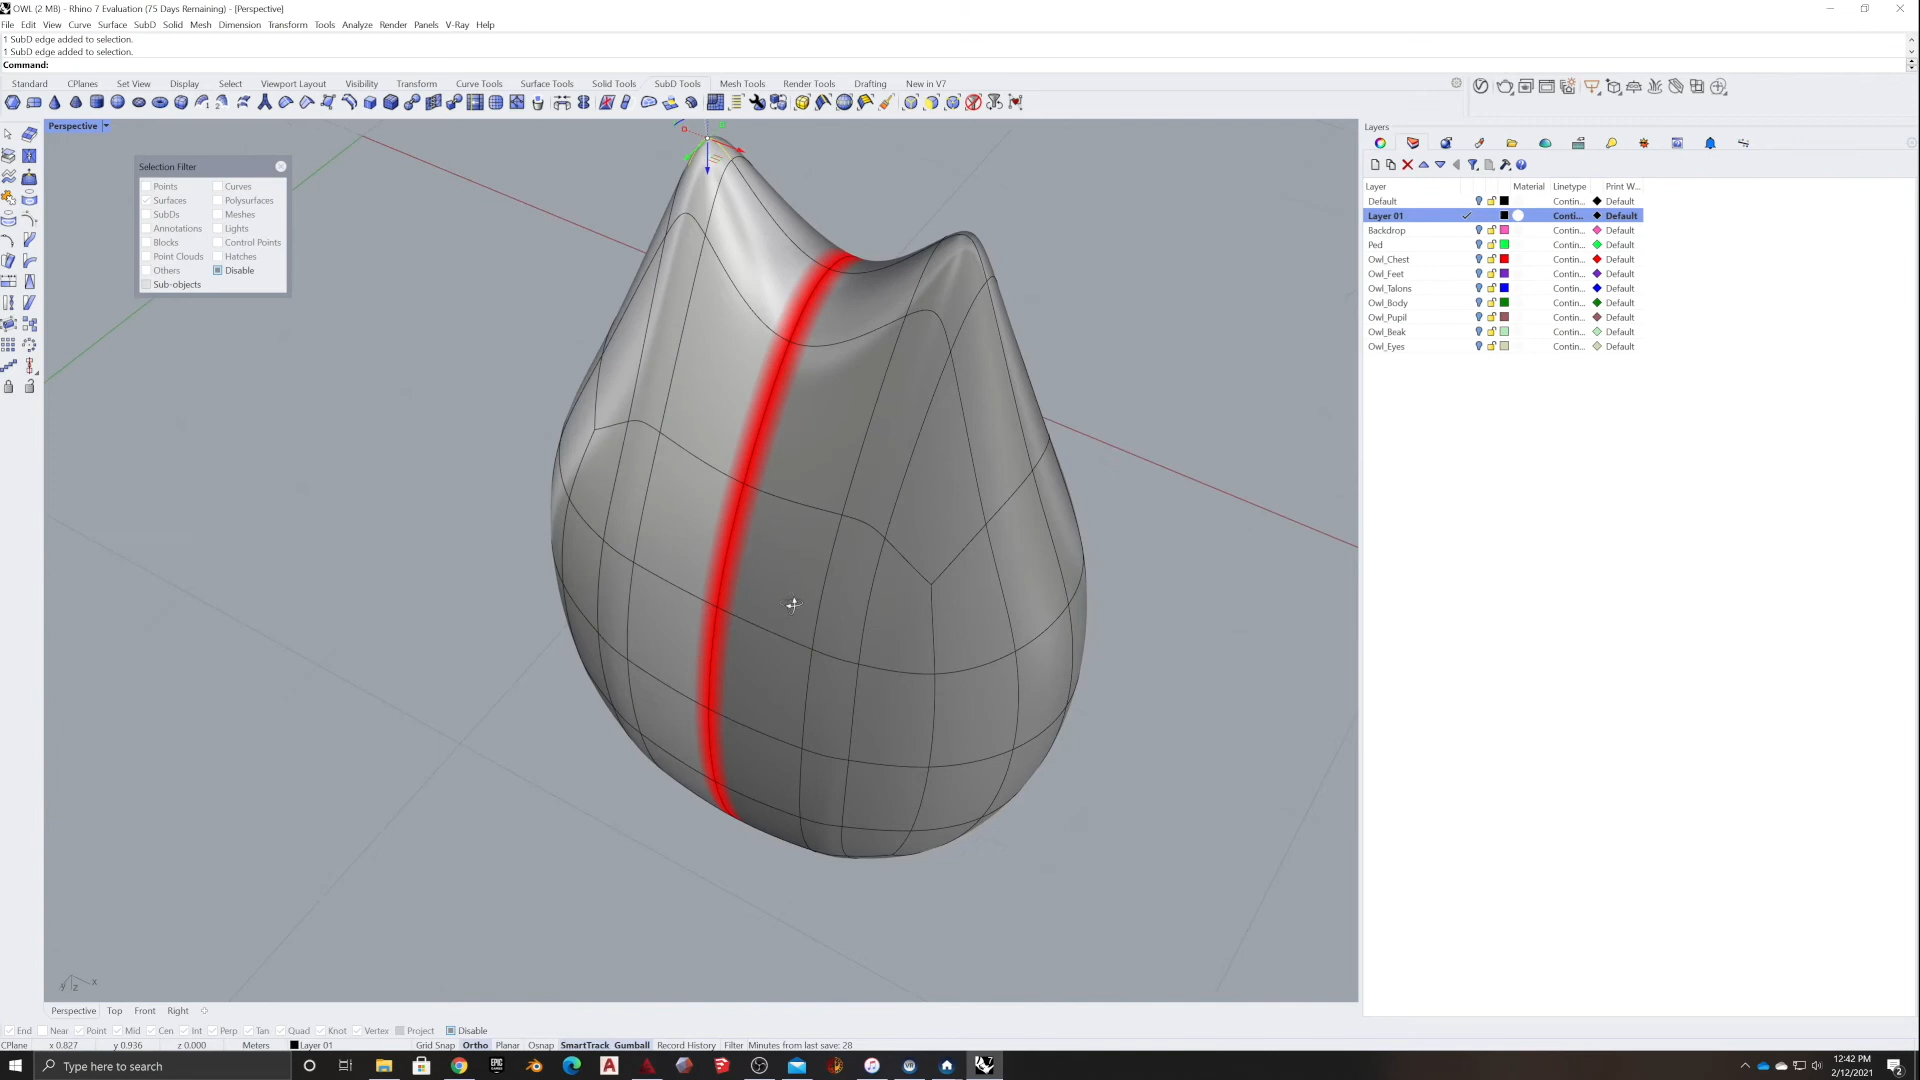 OWL (2 MB) - Rhino 7 Evaluation (75 Days Remaining) - [Perspective]
File Edit View Curve Surface SubD Solid Mesh Dimension Transform Tools Analyze Render Panels V-Ray Help
1 SubD edge added to selection.
1 SubD edge added to selection.
Command:
Standard CPlanes Set View Display Select Viewport Layout Visibility Transform Curve Tools Surface Tools Solid Tools SubD Tools Mesh Tools Render Tools Drafting New in V7
Perspective
Layers
Selection Filter
Points Curves
Surfaces Polysurfaces
SubDs Meshes
Annotations Lights
Blocks Control Points
Point Clouds Hatches
Others Disable
Sub-objects
Layer Material Linetype Print W...
Default Contin... Default
Layer 01 Conti... Default
Backdrop Contin... Default
Ped Contin... Default
Owl_Chest Contin... Default
Owl_Feet Contin... Default
Owl_Talons Contin... Default
Owl_Body Contin... Default
Owl_Pupil Contin... Default
Owl_Beak Contin... Default
Owl_Eyes Contin... Default
y z x
Perspective Top Front Right
End Near Point Mid Cen Int Perp Tan Quad Knot Vertex Project Disable
CPlane x 0.827 y 0.936 z 0.000 Meters Layer 01 Grid Snap Ortho Planar Osnap SmartTrack Gumball Record History Filter Minutes from last save: 28
Type here to search
12:42 PM
2/12/2021